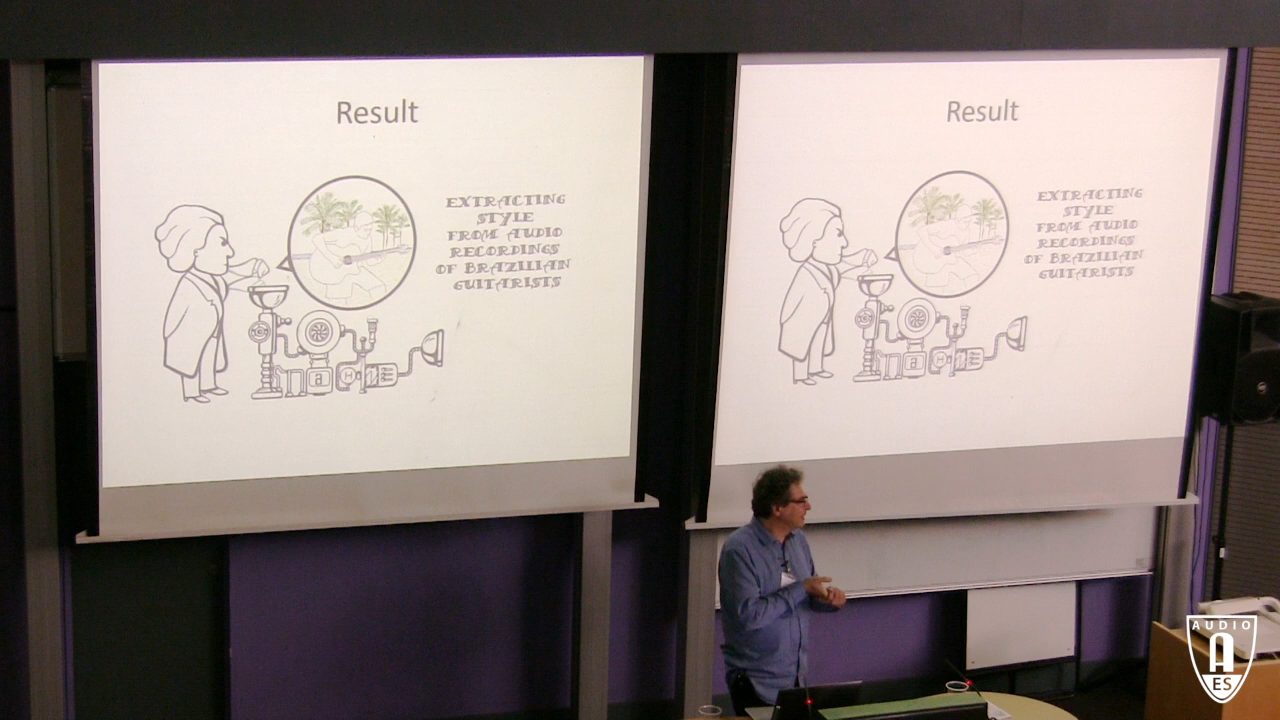 Result
EXTRACTING
STYLE
FROM AUDIO
RECORDINGS
OF BRAZILIAN
GUITARISTS
Result
EXTRACTING
STYLE
FROM AUDIO
RECORDINGS
OF BRAZILIAN
GUITARISTS
AUDIO
A
ES